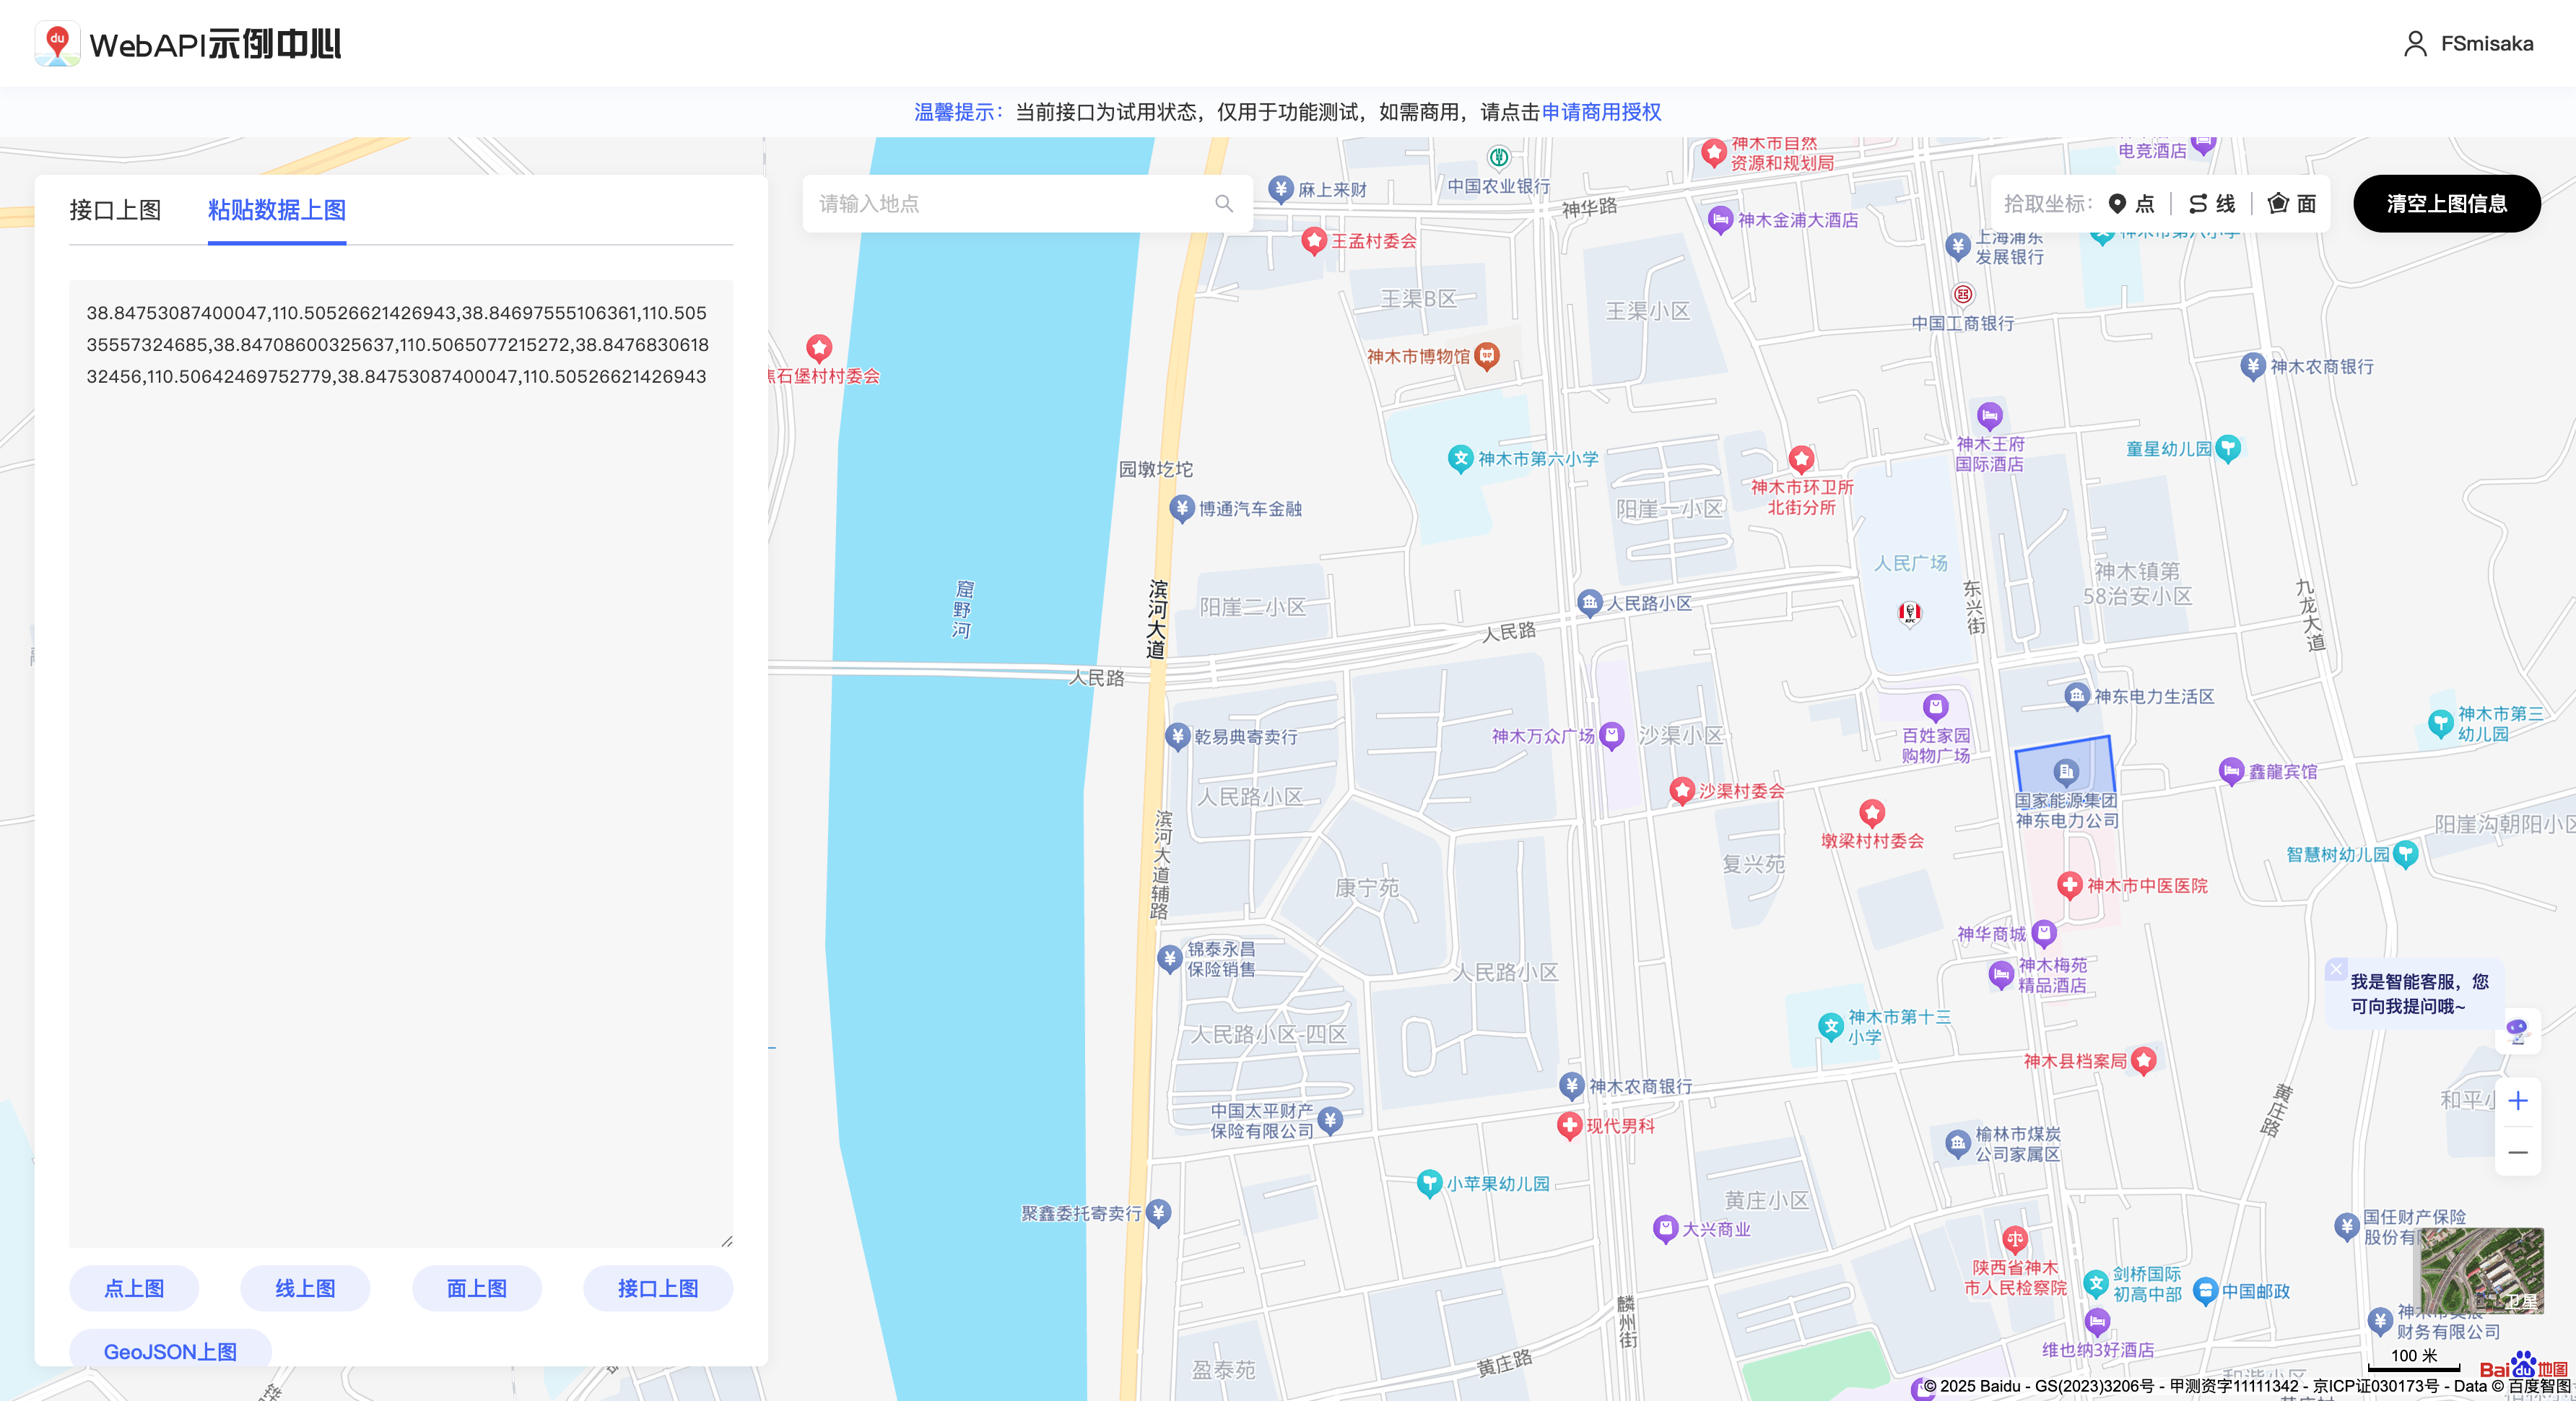 du WebAPI示例中心
FSmisaka
温馨提示：当前接口为试用状态，仅用于功能测试，如需商用，请点击申请商用授权
接口上图
粘贴数据上图
38.84753087400047,110.50526621426943,38.84697555106361,110.505
35557324685,38.84708600325637,110.5065077215272,38.8476830618
32456,110.50642469752779,38.84753087400047,110.50526621426943
点上图
线上图
面上图
接口上图
GeoJSON上图
请输入地点
拾取坐标：
点
线
面
清空上图信息
麻上来财
中国农业银行
神华路
神木市自然
资源和规划局
电竞酒店
神木金浦大酒店
王孟村委会
上海浦东
发展银行
王渠B区
王渠小区
中国工商银行
神木市博物馆
神木农商银行
焦石堡村村委会
神木王府
国际酒店
童星幼儿园
园墩圪坨
神木市第六小学
神木市环卫所
北街分所
博通汽车金融
阳崖一小区
人民广场
神木镇第
58治安小区
东兴街
九龙大道
窟野河
滨河大道
阳崖二小区
人民路小区
KFC
人民路
人民路
神东电力生活区
乾易典寄卖行
神木万众广场
沙渠小区
百姓家园
购物广场
神木市第三
幼儿园
鑫龍宾馆
人民路小区
沙渠村委会
国家能源集团
神东电力公司
墩梁村村委会
阳崖沟朝阳小区
滨河大道辅路
复兴苑
智慧树幼儿园
康宁苑
神木市中医医院
神华商城
锦泰永昌
保险销售
人民路小区
神木梅苑
精品酒店
我是智能客服，您
可向我提问哦~
人民路小区-四区
神木市第十三
小学
神木县档案局
神木农商银行
中国太平财产
保险有限公司
现代男科
黄庄路
和平小
榆林市煤炭
公司家属区
小苹果幼儿园
黄庄小区
聚鑫委托寄卖行
大兴商业
国任财产保险
股份有限
陕西省神木
市人民检察院
剑桥国际
初高中部
中国邮政
卫星
麟州街
维也纳3好酒店
财务有限公司
盈泰苑
黄庄路
100 米
Bai du 地图
© 2025 Baidu - GS(2023)3206号 - 甲测资字11111342 - 京ICP证030173号 - Data © 百度智图